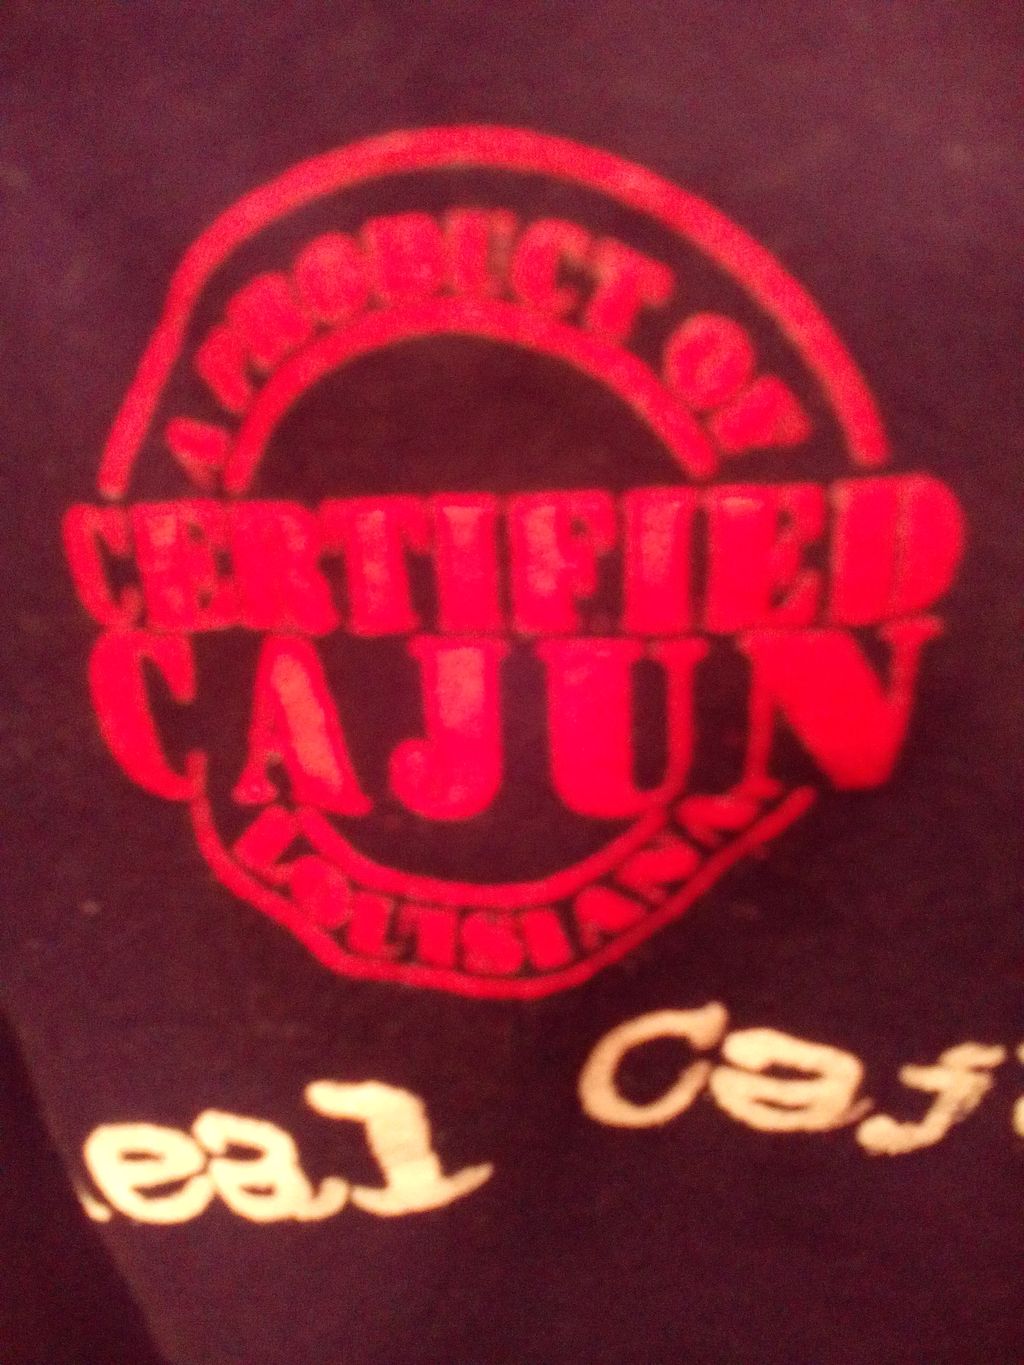 A PRODUCT OF
CERTIFIED
CAJUN
LOUISIANA
eal Caj